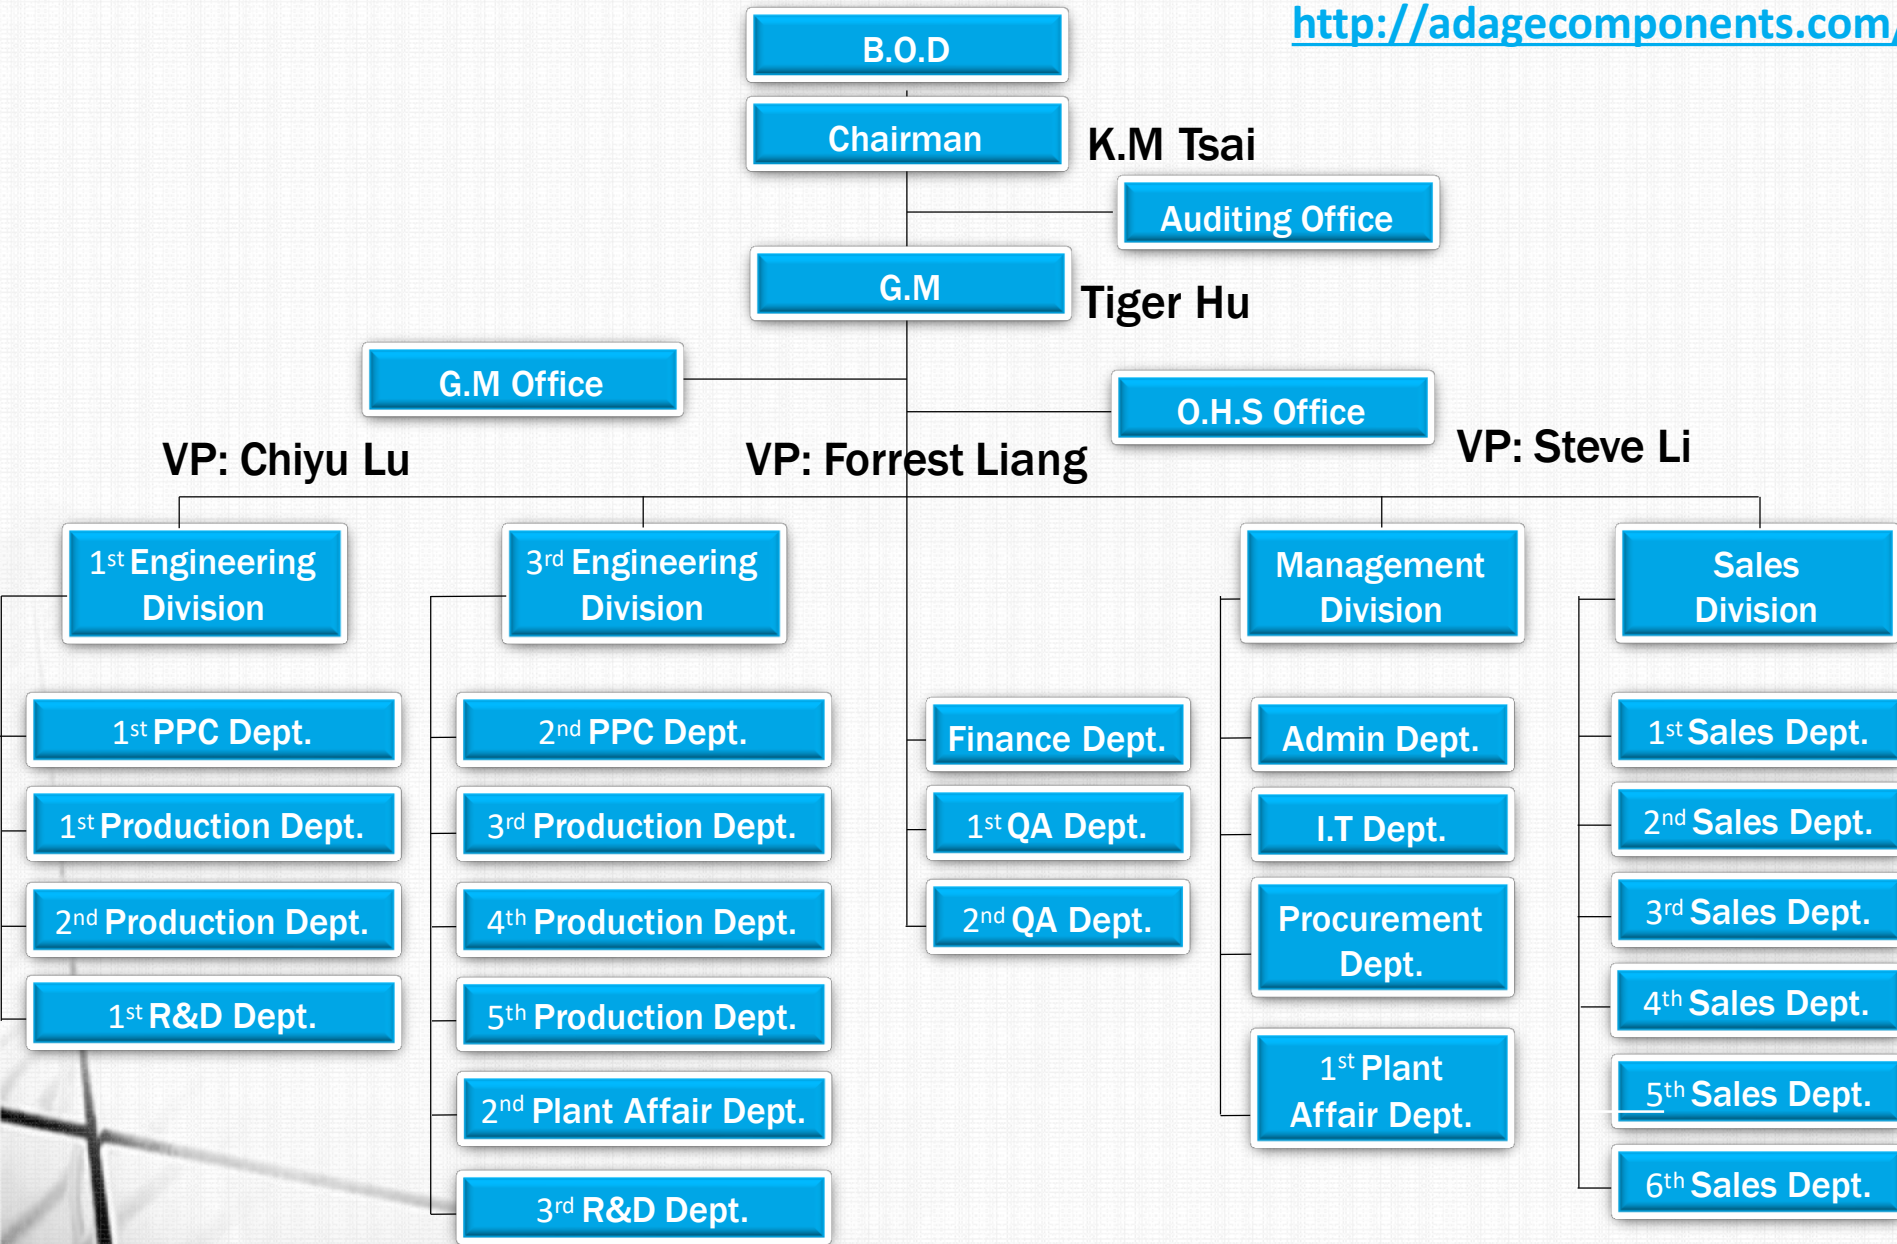 http://adagecomponents.com/
B.O.D
Chairman
K.M Tsai
Auditing Office
G.M
Tiger Hu
G.M Office
O.H.S Office
VP: Chiyu Lu
VP: Forrest Liang
VP: Steve Li
1st Engineering
Division
1st PPC Dept.
1st Production Dept.
2nd Production Dept.
1st R&D Dept.
3rd Engineering
Division
2nd PPC Dept.
3rd Production Dept.
4th Production Dept.
5th Production Dept.
2nd Plant Affair Dept.
3rd R&D Dept.
Finance Dept.
1st QA Dept.
2nd QA Dept.
Management
Division
Admin Dept.
I.T Dept.
Procurement
Dept.
1st Plant
Affair Dept.
Sales
Division
1st Sales Dept.
2nd Sales Dept.
3rd Sales Dept.
4th Sales Dept.
5th Sales Dept.
6th Sales Dept.